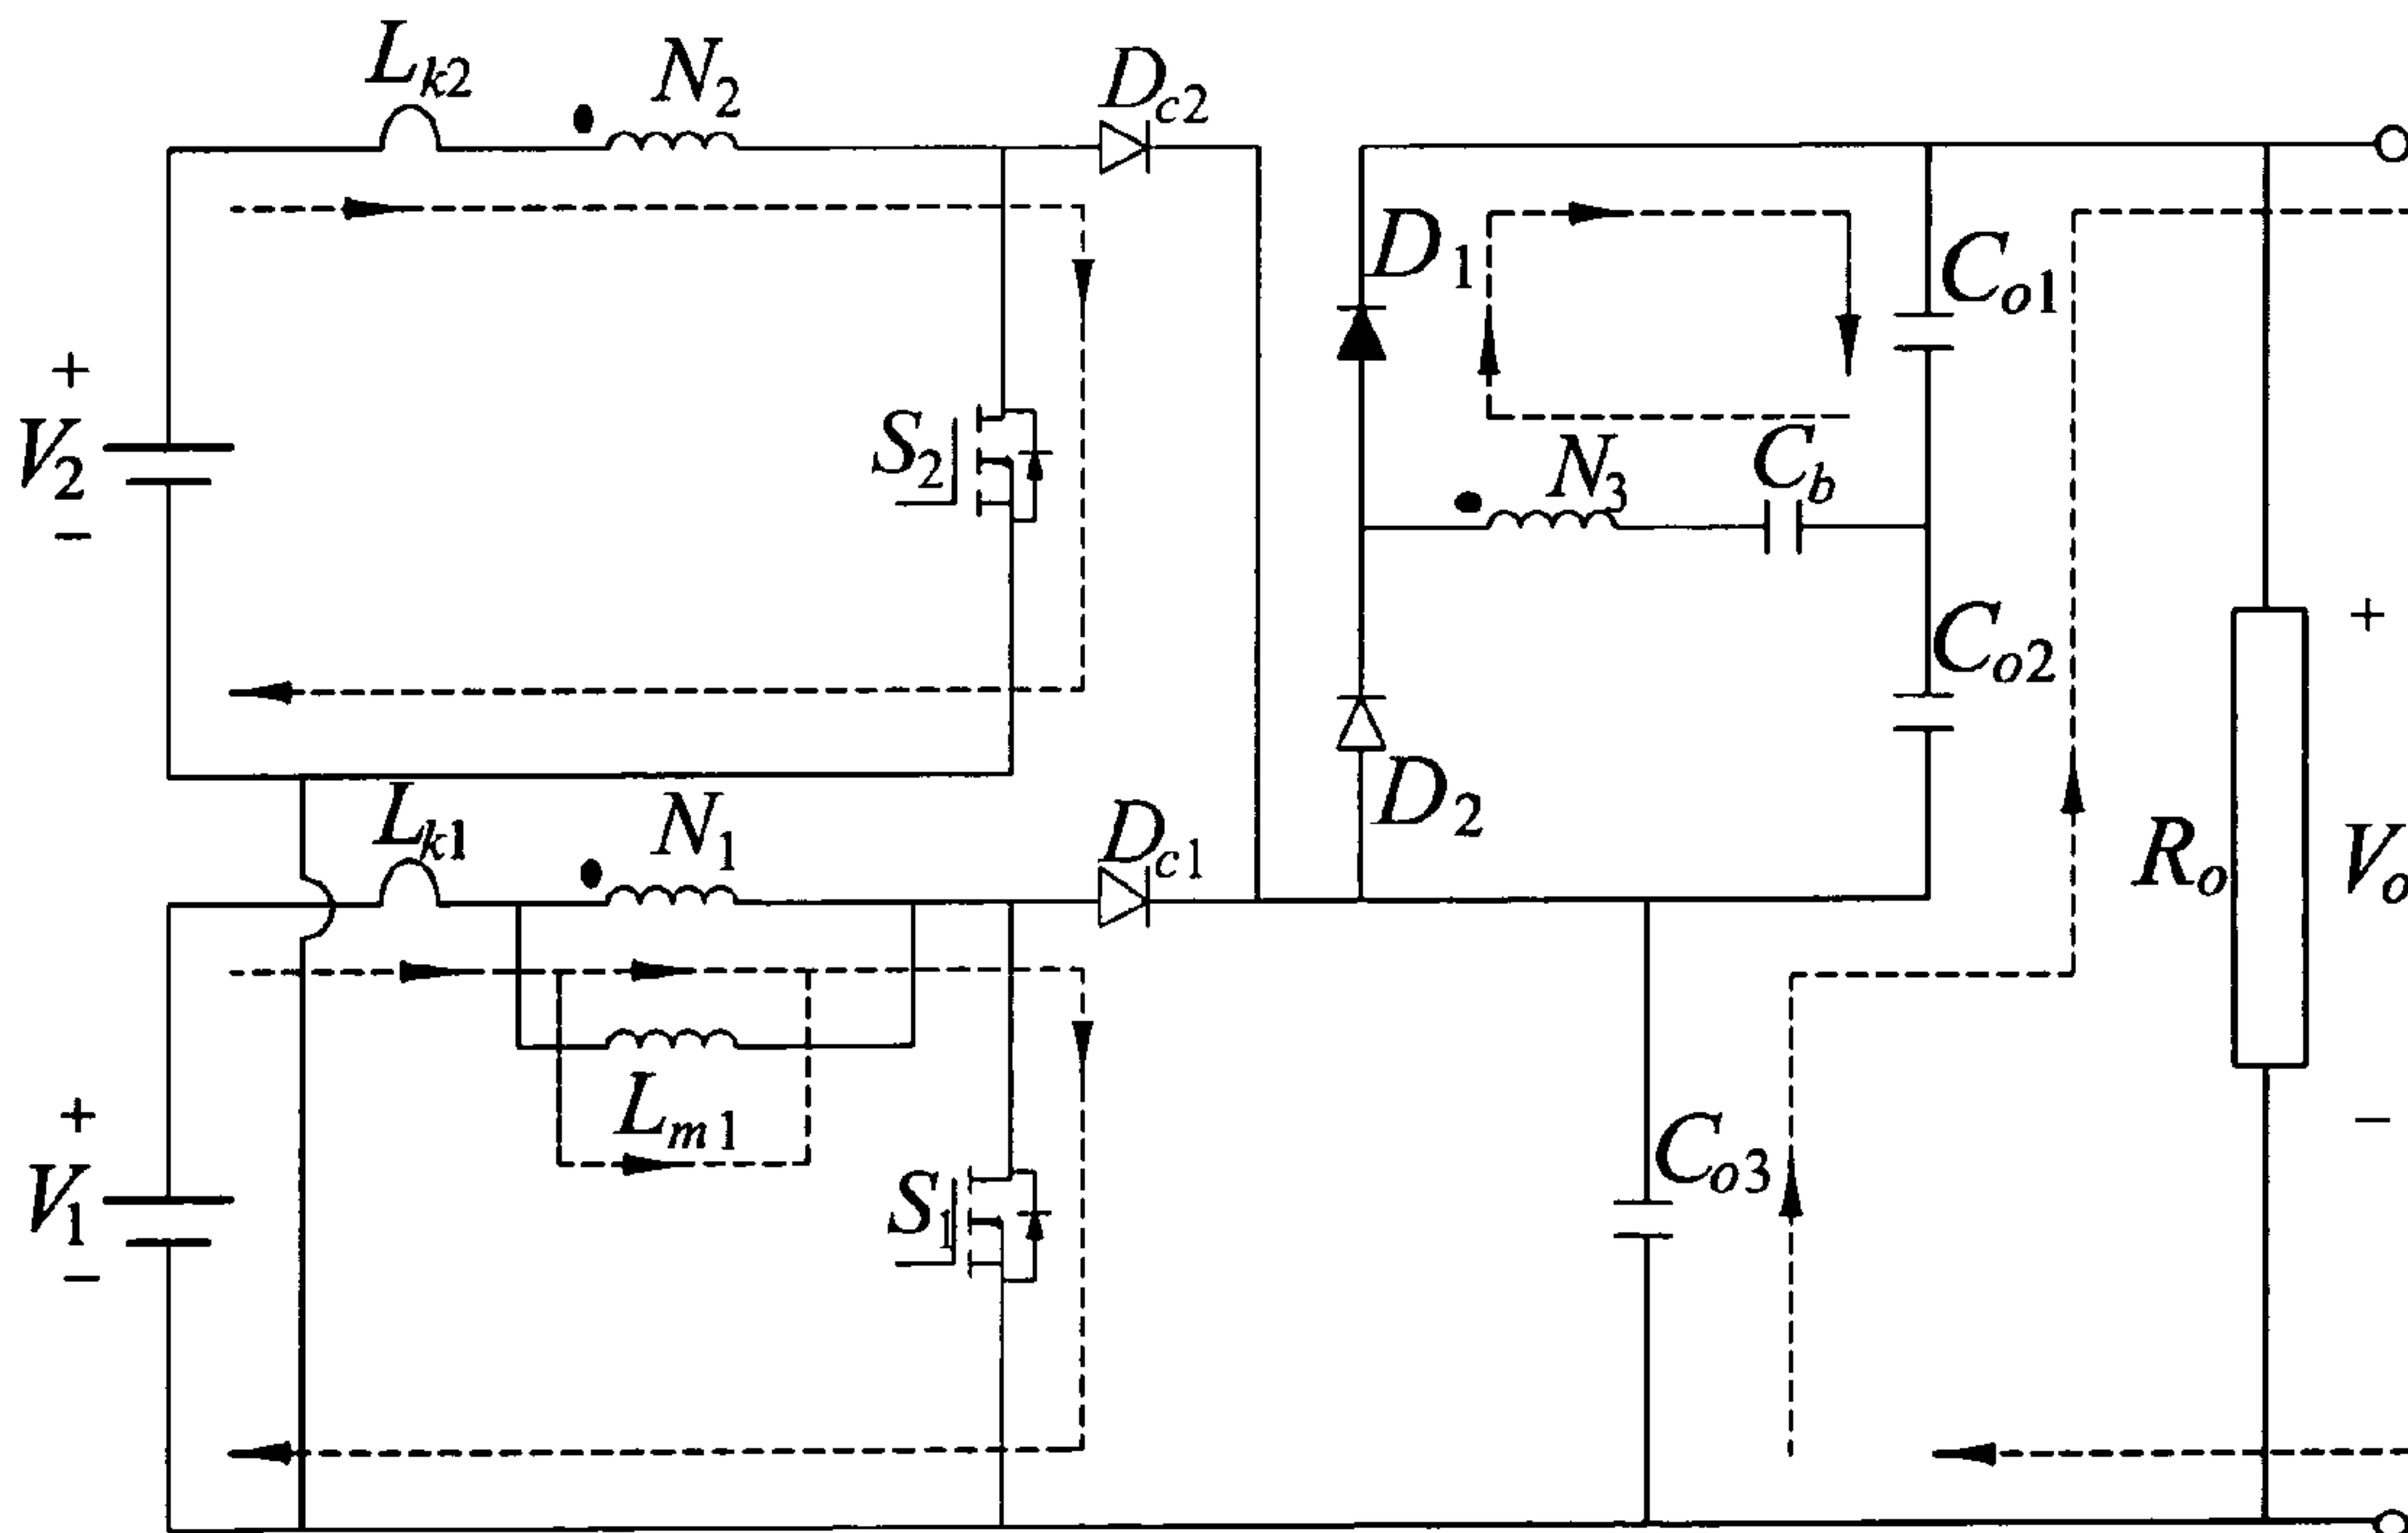 Lk2
N2
Dc2
D1
Co1
+
V2
−
S2
N3
Cb
Co2
+
D2
Lk1
N1
Dc1
Ro
Vo
Lm1
+
−
Co3
V1
−
S1